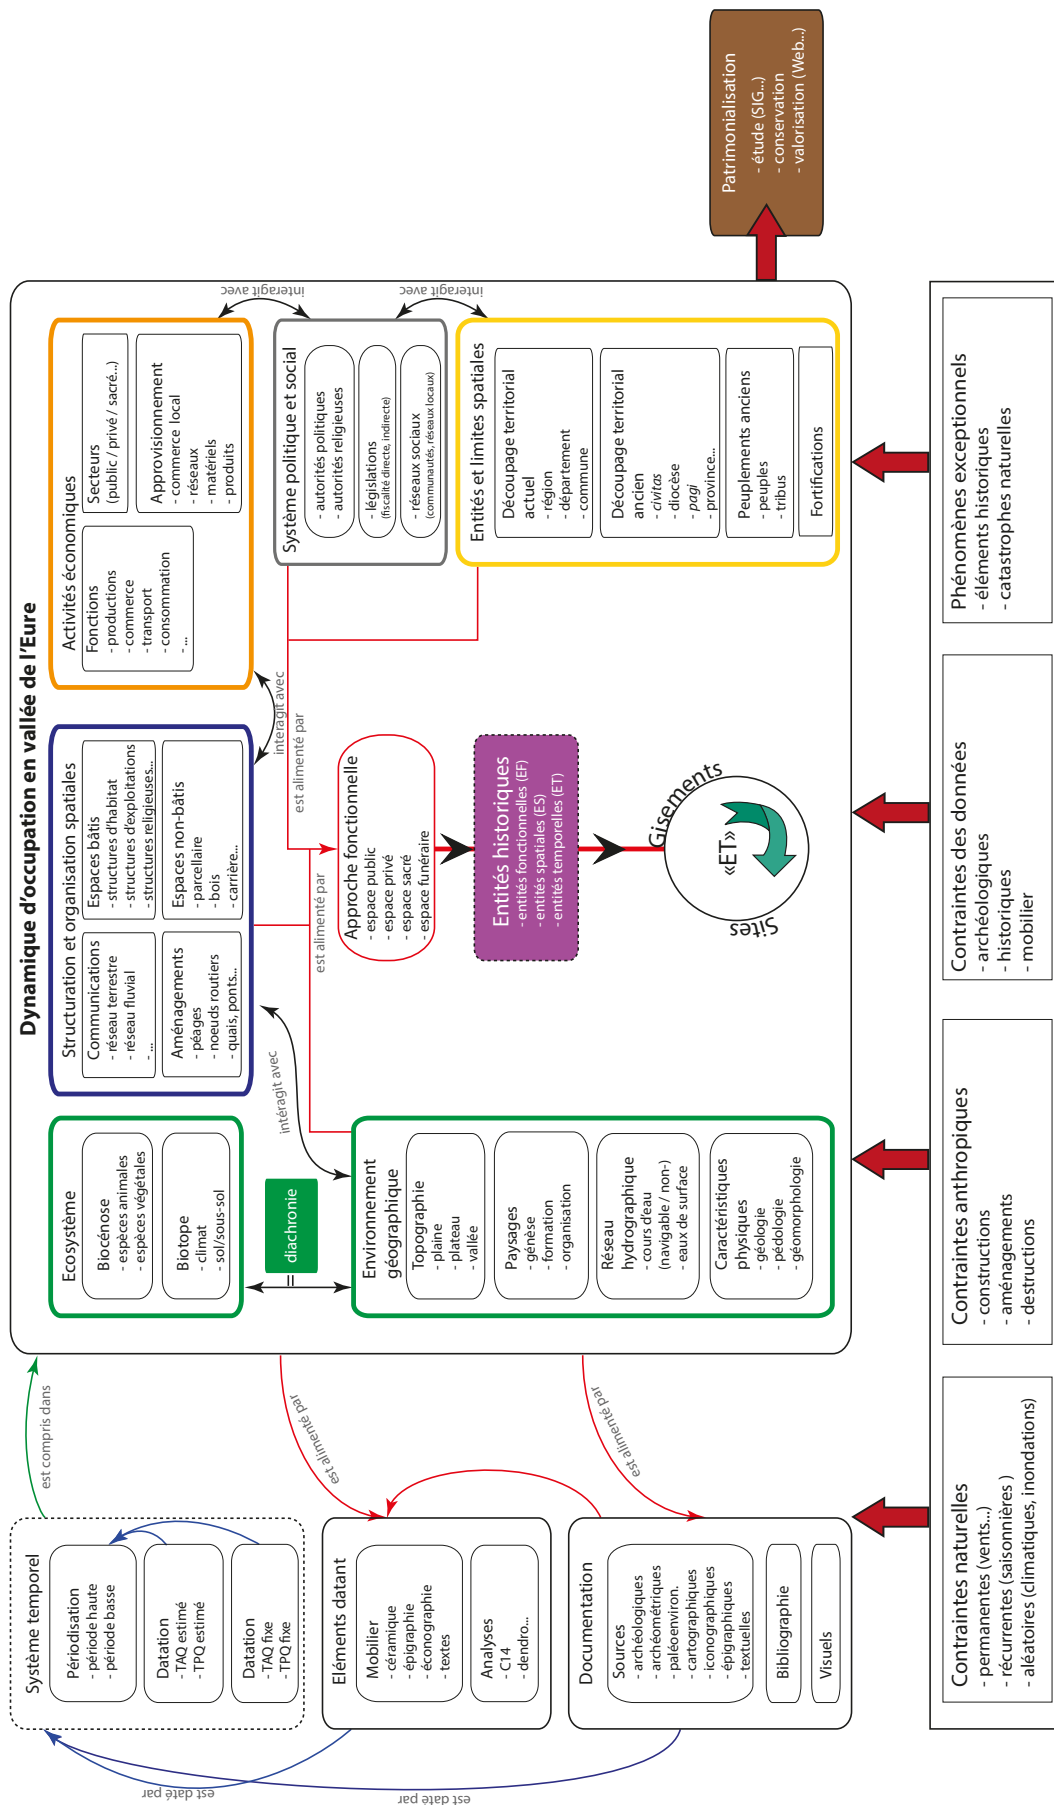 Dynamique d'occupation en vallée de l'Eure
Système temporel
Périodisation
- période haute
- période basse
Datation
- TAQ estimé
- TPQ estimé
Datation
- TAQ fixe
- TPQ fixe
est compris dans
est daté par
est daté par
Eléments datant
Mobilier
- céramique
- épigraphie
- éconographie
- textes
Analyses
- C14
- dendro...
Documentation
Sources
- archéologiques
- archéométriques
- paléoenviron.
- cartographiques
- iconographiques
- épigraphiques
- textuelles
Bibliographie
Visuels
est alimenté par
est alimenté par
Ecosystème
Biocénose
- espèces animales
- espèces végétales
Biotope
- climat
- sol/sous-sol
=
diachronie
Environnement
géographique
Topographie
- plaine
- plateau
- vallée
Paysages
- génèse
- formation
- organisation
Réseau
hydrographique
- cours d'eau
(navigable / non-)
- eaux de surface
Caractéristiques
physiques
- géologie
- pédologie
- géomorphologie
intéragit avec
Structuration et organisation spatiales
Communications
- réseau terrestre
- réseau fluvial
- ...
Espaces bâtis
- structures d'habitat
- structures d'exploitations
- structures religieuses...
Aménagements
- péages
- noeuds routiers
- quais, ponts...
Espaces non-bâtis
- parcellaire
- bois
- carrière...
interagit avec
est alimenté par
est alimenté par
Approche fonctionnelle
- espace public
- espace privé
- espace sacré
- espace funéraire
Entités historiques
- entités fonctionnelles (EF)
- entités spatiales (ES)
- entités temporelles (ET)
Gisements
«ET»
Sites
Activités économiques
Fonctions
- productions
- commerce
- transport
- consommation
- ...
Secteurs
(public / privé / sacré...)
Approvisionnement
- commerce local
- réseaux
- matériels
- produits
interagit avec
Système politique et social
- autorités politiques
- autorités religieuses
- législations
(fiscalité directe, indirecte)
- réseaux sociaux
(communautés, réseaux locaux)
interagit avec
Entités et limites spatiales
Découpage territorial
actuel
- région
- département
- commune
Découpage territorial
ancien
- civitas
- diocèse
- pagi
- province...
Peuplements anciens
- peuples
- tribus
Fortifications
Patrimonialisation
- étude (SIG...)
- conservation
- valorisation (Web...)
Contraintes naturelles
- permanentes (vents...)
- récurrentes (saisonnières )
- aléatoires (climatiques, inondations)
Contraintes anthropiques
- constructions
- aménagements
- destructions
Contraintes des données
- archéologiques
- historiques
- mobilier
Phénomènes exceptionnels
- éléments historiques
- catastrophes naturelles